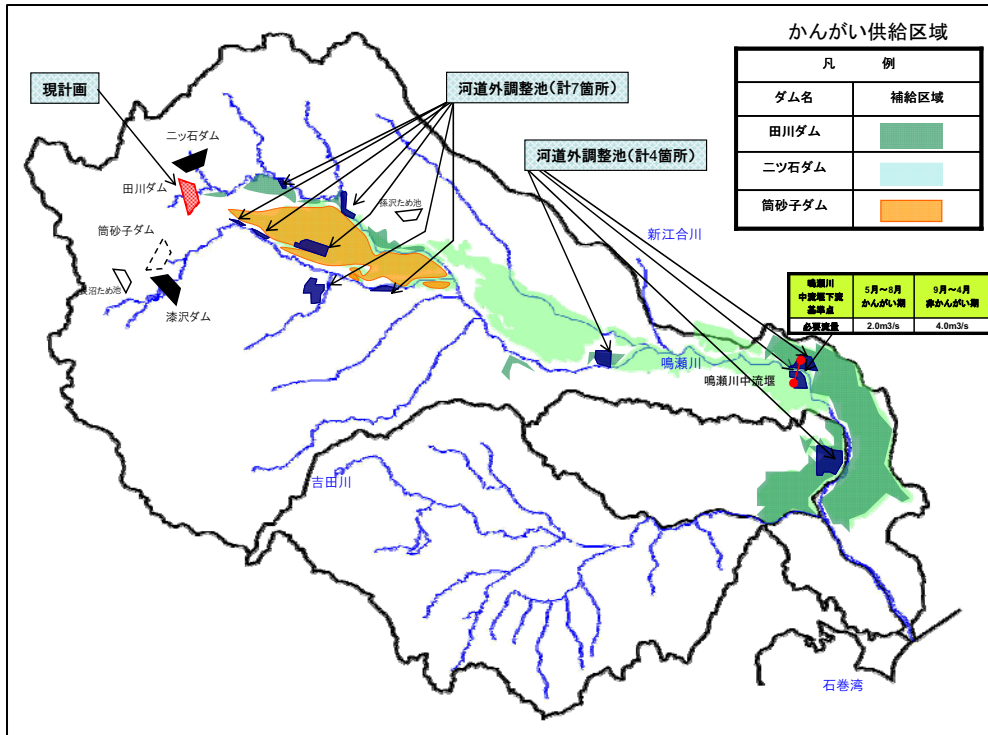 かんがい供給区域
凡　例
ダム名 補給区域
田川ダム
二ツ石ダム
筒砂子ダム
現計画
河道外調整池(計7箇所)
河道外調整池(計4箇所)
二ツ石ダム
田川ダム
孫沢ため池
筒砂子ダム
漆沢ダム
新江合川
鳴瀬川
中流堰下流
基準点
5月～8月
かんがい期
9月～4月
非かんがい期
必要流量 2.0m3/s 4.0m3/s
鳴瀬川
鳴瀬川中流堰
吉田川
石巻湾